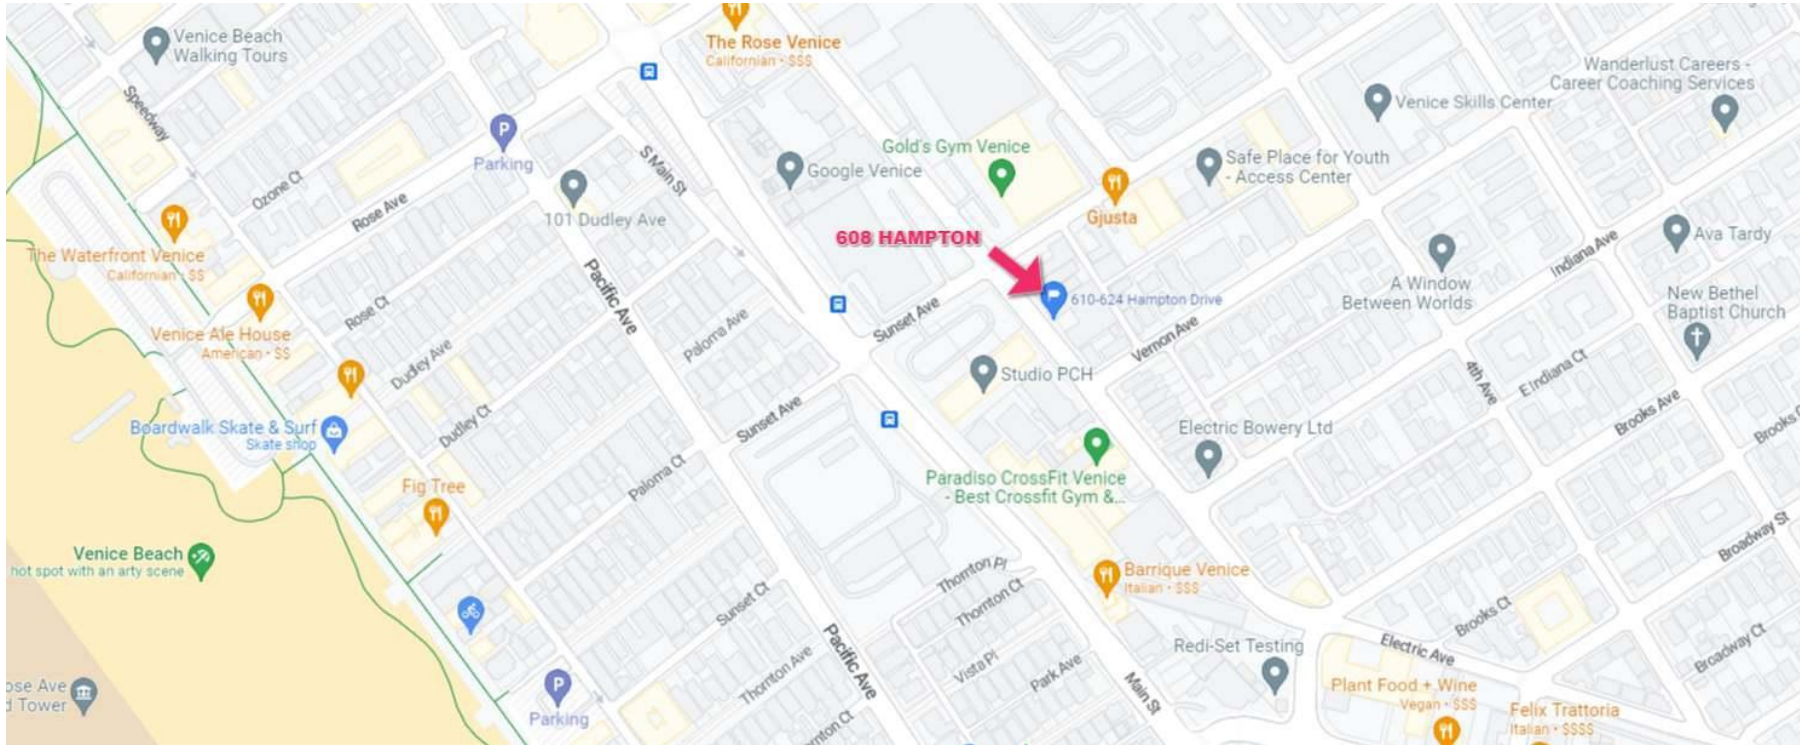 Venice Beach
Walking Tours
The Rose Venice
Californian • $$$
Wanderlust Careers -
Career Coaching Services
Speedway
Venice Skills Center
Parking
S Main St
Gold's Gym Venice
Google Venice
Safe Place for Youth
- Access Center
Ozone Ct
Rose Ave
101 Dudley Ave
Gjusta
608 HAMPTON
Ava Tardy
The Waterfront Venice
Californian • $$
Indiana Ave
A Window
Between Worlds
New Bethel
Baptist Church
610-624 Hampton Drive
Pacific Ave
Rose Ct
Venice Ale House
American • $$
Paloma Ave
Sunset Ave
Vernon Ave
Dudley Ave
Studio PCH
4th Ave
E Indiana Ct
Brooks Ave
Boardwalk Skate & Surf
Skate shop
Dudley Ct
Sunset Ave
Electric Bowery Ltd
Brooks
Paloma Ct
Paradiso CrossFit Venice
- Best Crossfit Gym &...
Fig Tree
Venice Beach
hot spot with an arty scene
Broadway St
Thornton Pl
Barrique Venice
Italian • $$$
Thornton Ct
Sunset Ct
Brooks Ct
Pacific Ave
Redi-Set Testing
Electric Ave
Broadway Ct
Vista Pl
Park Ave
Thornton Ave
Main St
ose Ave
d Tower
Plant Food + Wine
Vegan • $$$
Parking
Felix Trattoria
Italian • $$$$
rnton Ct